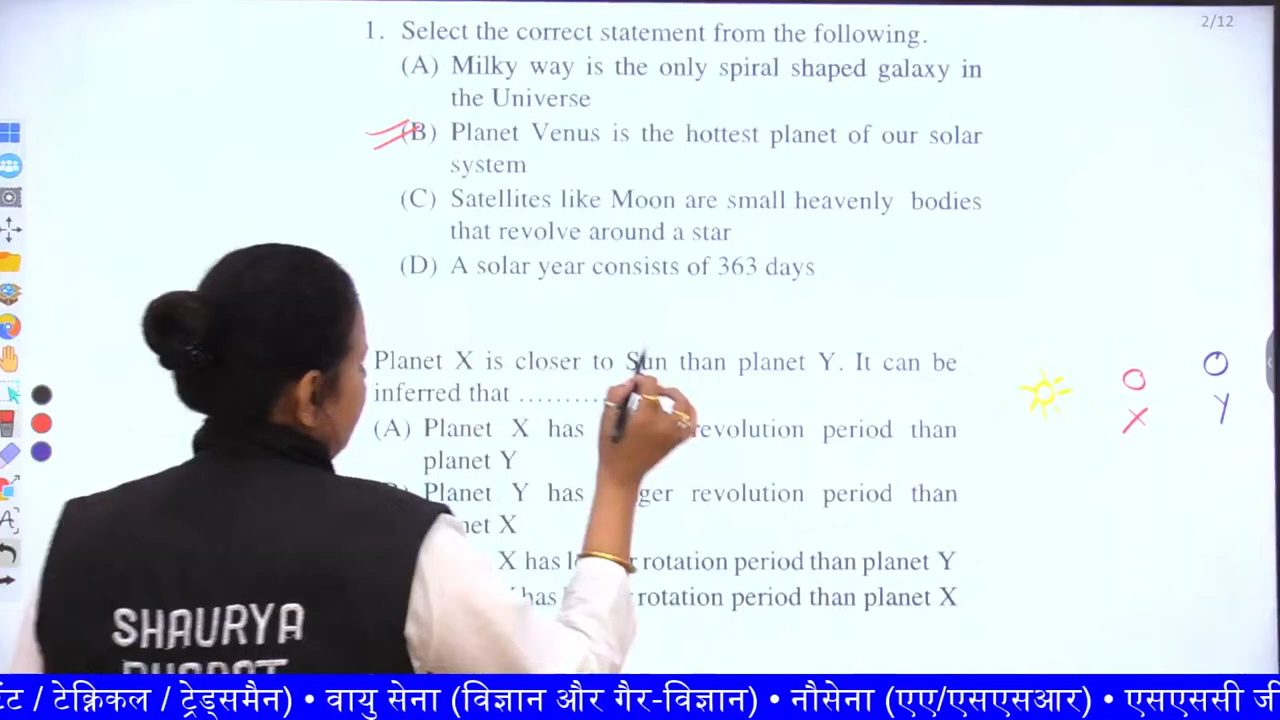 2/12
1. Select the correct statement from the following.
(A) Milky way is the only spiral shaped galaxy in
the Universe
(B) Planet Venus is the hottest planet of our solar
system
(C) Satellites like Moon are small heavenly bodies
that revolve around a star
(D) A solar year consists of 363 days
Planet X is closer to Sun than planet Y. It can be
inferred that ..........
(A) Planet X has revolution period than
planet Y
Planet Y has revolution period than
X
X has rotation period than planet Y
has rotation period than planet X
X
Y
SHAURYA
BHARAT
/ टेक्निकल / ट्रेड्समैन) • वायु सेना (विज्ञान और गैर-विज्ञान) • नौसेना (एए/एसएसआर) • एसएससी